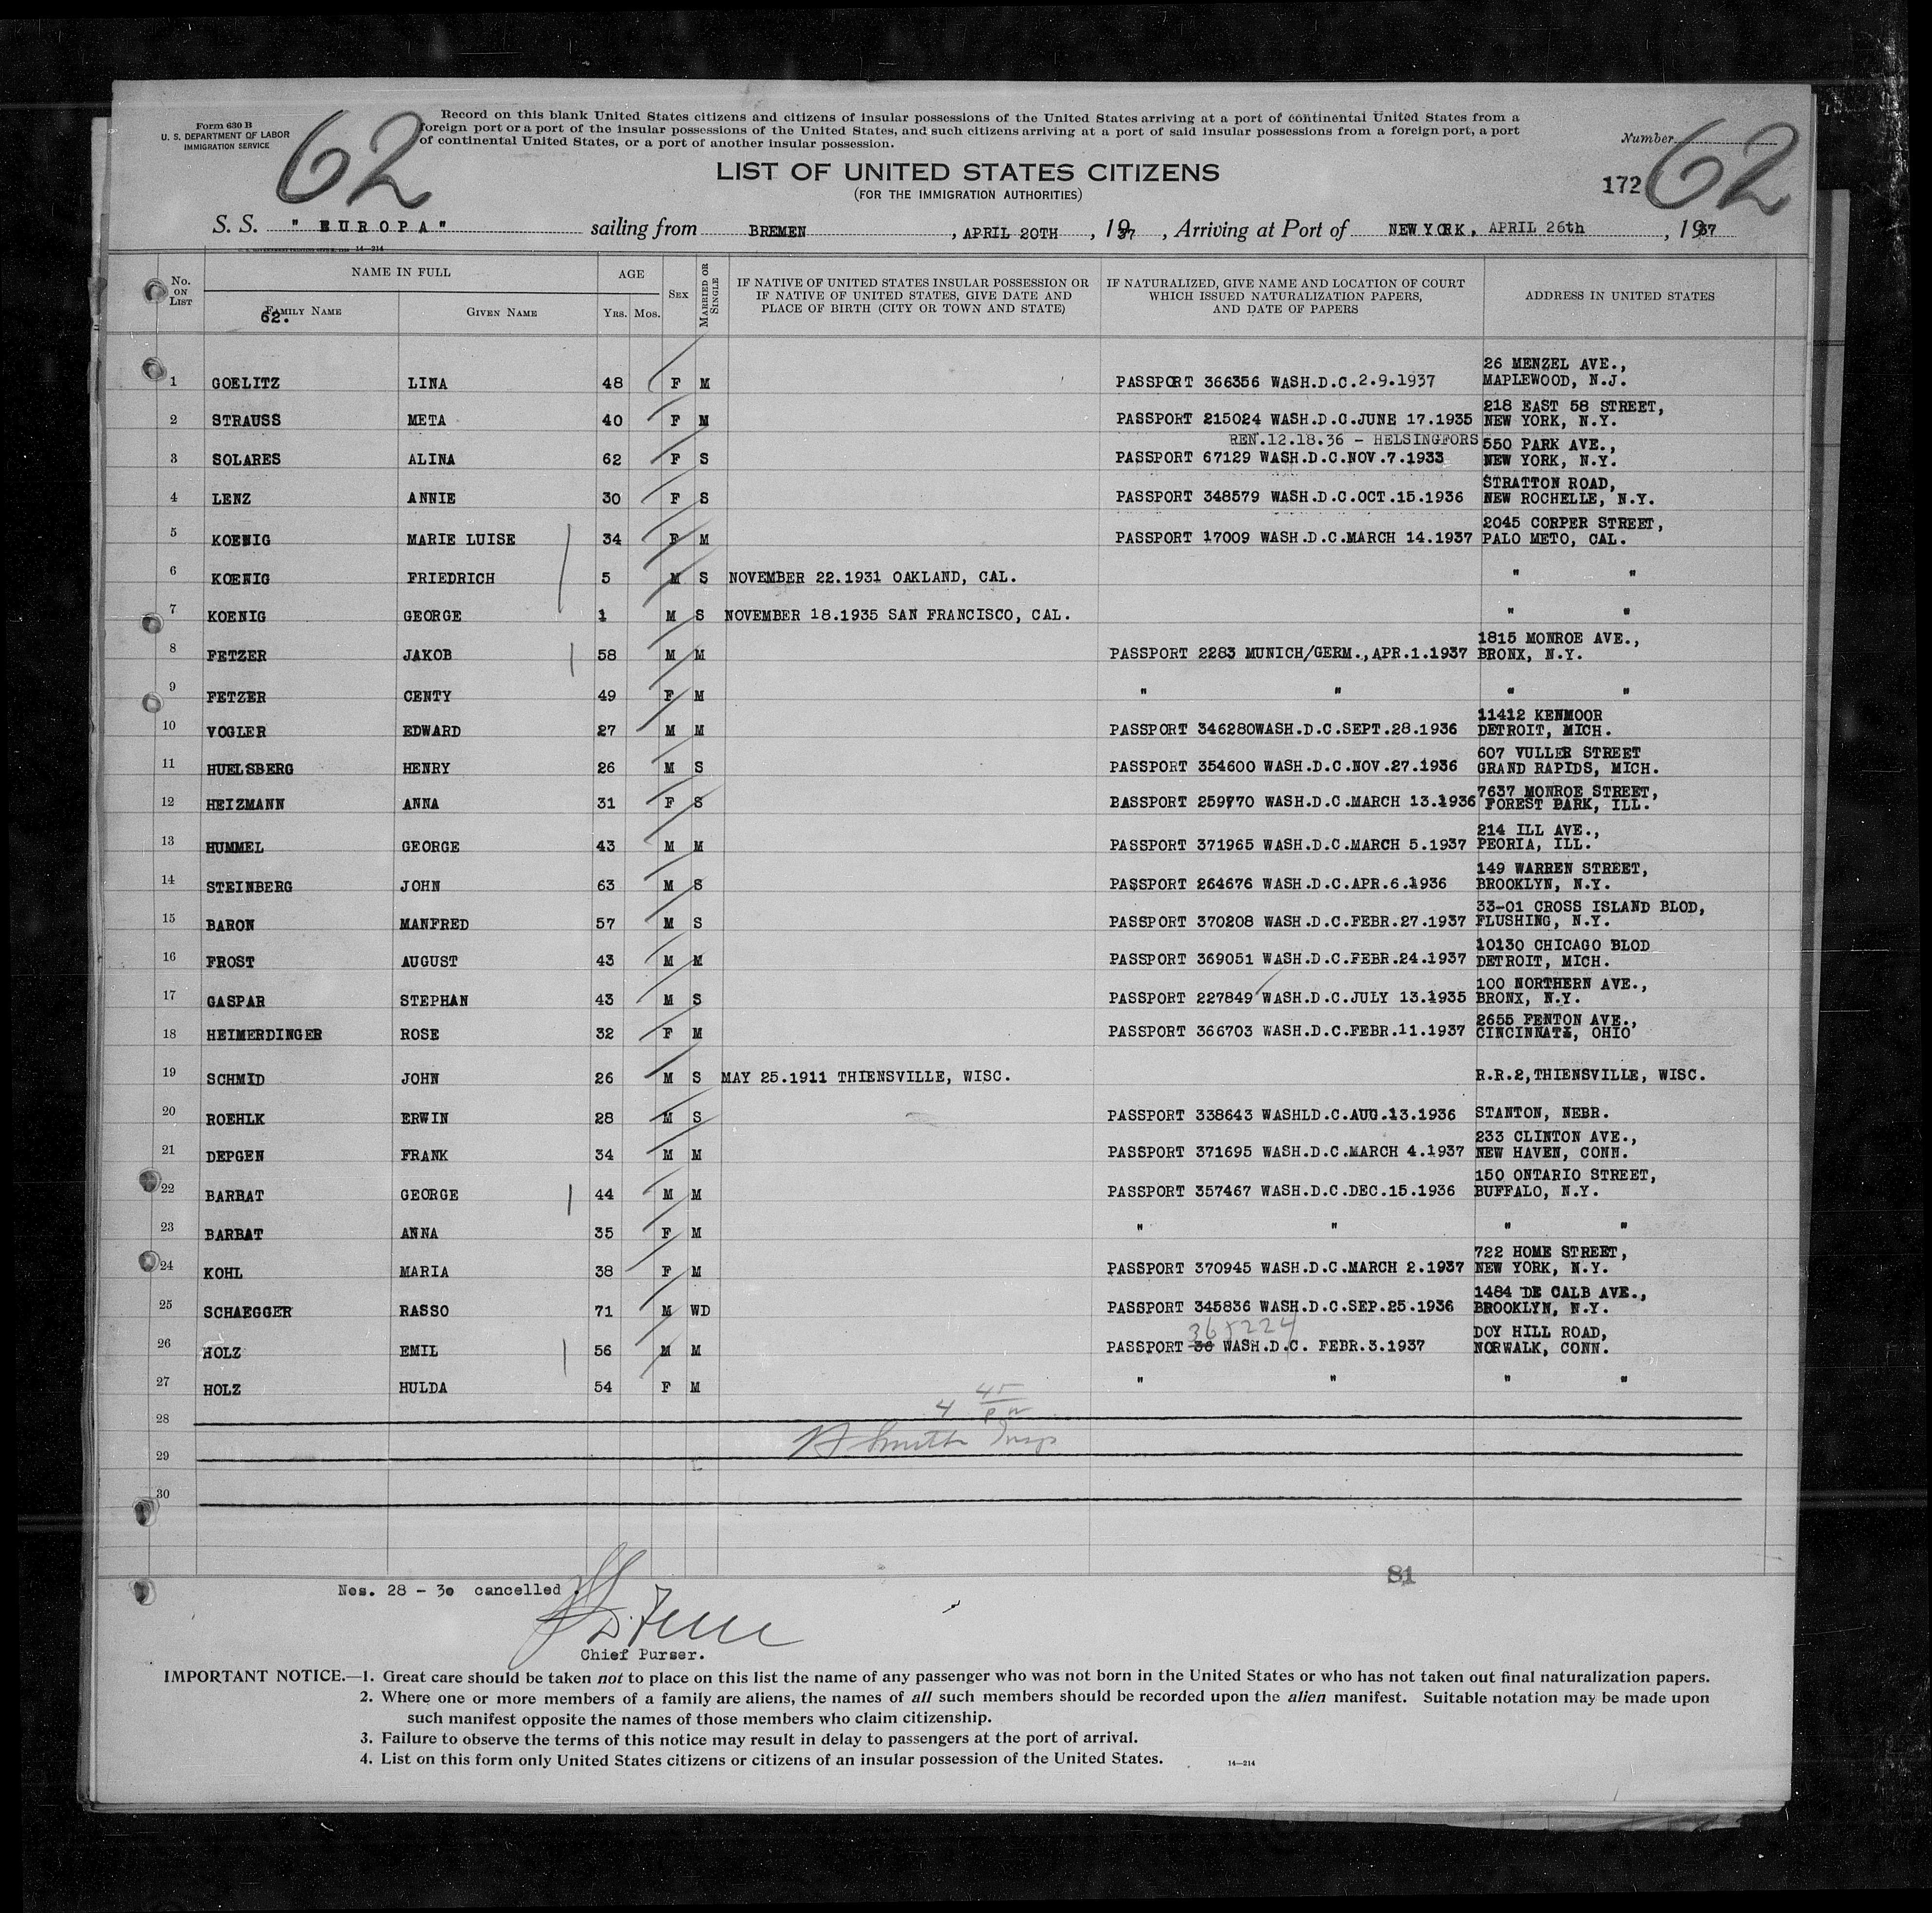 Form 630 B
U. S. DEPARTMENT OF LABOR
IMMIGRATION SERVICE
62
Record on this blank United States citizens and citizens of insular possessions of the United States arriving at a port of continental United States from a
foreign port or a port of the insular possessions of the United States, and such citizens arriving at a port of said insular possessions from a foreign port, a port
of continental United States, or a port of another insular possession.
Number
62
172
LIST OF UNITED STATES CITIZENS
(FOR THE IMMIGRATION AUTHORITIES)
S. S. "EUROPA" sailing from BREMEN, APRIL 20TH, 1937, Arriving at Port of NEW YORK, APRIL 26th, 1937
14-214
No. ON LIST NAME IN FULL AGE SEX MARRIED OR SINGLE IF NATIVE OF UNITED STATES INSULAR POSSESSION OR IF NATIVE OF UNITED STATES, GIVE DATE AND PLACE OF BIRTH (CITY OR TOWN AND STATE) IF NATURALIZED, GIVE NAME AND LOCATION OF COURT WHICH ISSUED NATURALIZATION PAPERS, AND DATE OF PAPERS ADDRESS IN UNITED STATES
62. FAMILY NAME GIVEN NAME YRS. MOS.
26 MENZEL AVE.,
1 GOELITZ LINA 48 F M PASSPORT 366356 WASH.D.C.2.9.1937 MAPLEWOOD, N.J.
218 EAST 58 STREET,
2 STRAUSS META 40 F M PASSPORT 215024 WASH.D.C.JUNE 17.1935 NEW YORK, N.Y.
REN.12.18.36 - HELSINGFORS 550 PARK AVE.,
3 SOLARES ALINA 62 F S PASSPORT 67129 WASH.D.C.NOV.7.1933 NEW YORK, N.Y.
STRATTON ROAD,
4 LENZ ANNIE 30 F S PASSPORT 348579 WASH.D.C.OCT.15.1936 NEW ROCHELLE, N.Y.
2045 CORPER STREET,
5 KOENIG MARIE LUISE 34 F M PASSPORT 17009 WASH.D.C.MARCH 14.1937 PALO METO, CAL.
6 KOENIG FRIEDRICH 5 M S NOVEMBER 22.1931 OAKLAND, CAL. " "
7 KOENIG GEORGE 1 M S NOVEMBER 18.1935 SAN FRANCISCO, CAL. " "
1815 MONROE AVE.,
8 FETZER JAKOB 58 M M PASSPORT 2283 MUNICH/GERM.,APR.1.1937 BRONX, N.Y.
9 FETZER CENTY 49 F M " " " "
11412 KENMOOR
10 VOGLER EDWARD 27 M M PASSPORT 346280WASH.D.C.SEPT.28.1936 DETROIT, MICH.
607 VULLER STREET
11 HUELSBERG HENRY 26 M S PASSPORT 354600 WASH.D.C.NOV.27.1936 GRAND RAPIDS, MICH.
7637 MONROE STREET,
12 HEIZMANN ANNA 31 F S BASSPORT 259770 WASH.D.C.MARCH 13.1936 FOREST BARK, ILL.
214 ILL AVE.,
13 HUMMEL GEORGE 43 M M PASSPORT 371965 WASH.D.C.MARCH 5.1937 PEORIA, ILL.
149 WARREN STREET,
14 STEINBERG JOHN 63 M S PASSPORT 264676 WASH.D.C.APR.6.1936 BROOKLYN, N.Y.
33-01 CROSS ISLAND BLOD,
15 BARON MANFRED 57 M S PASSPORT 370208 WASH.D.C.FEBR.27.1937 FLUSHING, N.Y.
10130 CHICAGO BLOD
16 FROST AUGUST 43 M M PASSPORT 369051 WASH.D.C.FEBR.24.1937 DETROIT, MICH.
100 NORTHERN AVE.,
17 GASPAR STEPHAN 43 M S PASSPORT 227849 WASH.D.C.JULY 13.1935 BRONX, N.Y.
2655 FENTON AVE.,
18 HEIMERDINGER ROSE 32 F M PASSPORT 366703 WASH.D.C.FEBR.11.1937 CINCINNATI, OHIO
19 SCHMID JOHN 26 M S MAY 25.1911 THIENSVILLE, WISC. R.R.2,THIENSVILLE, WISC.
20 ROEHLK ERWIN 28 M S PASSPORT 338643 WASHLD.C.AUG.13.1936 STANTON, NEBR.
233 CLINTON AVE.,
21 DEPGEN FRANK 34 M M PASSPORT 371695 WASH.D.C.MARCH 4.1937 NEW HAVEN, CONN.
150 ONTARIO STREET,
22 BARBAT GEORGE 44 M M PASSPORT 357467 WASH.D.C.DEC.15.1936 BUFFALO, N.Y.
23 BARBAT ANNA 35 F M " " " "
722 HOME STREET,
24 KOHL MARIA 38 F M PASSPORT 370945 WASH.D.C.MARCH 2.1937 NEW YORK, N.Y.
1484 DE CALB AVE.,
25 SCHAEGGER RASSO 71 M WD PASSPORT 345836 WASH.D.C.SEP.25.1936 BROOKLYN, N.Y.
DOY HILL ROAD,
26 HOLZ EMIL 56 M M PASSPORT 36 WASH.D.C. FEBR.3.1937 NORWALK, CONN.
27 HOLZ HULDA 54 F M " " " "
28
4 45 pm
29
Smith Insp
30
81
Nos. 28 - 30 cancelled.
Chief Purser.
IMPORTANT NOTICE.—1. Great care should be taken not to place on this list the name of any passenger who was not born in the United States or who has not taken out final naturalization papers.
2. Where one or more members of a family are aliens, the names of all such members should be recorded upon the alien manifest. Suitable notation may be made upon
such manifest opposite the names of those members who claim citizenship.
3. Failure to observe the terms of this notice may result in delay to passengers at the port of arrival.
4. List on this form only United States citizens or citizens of an insular possession of the United States.
14—214